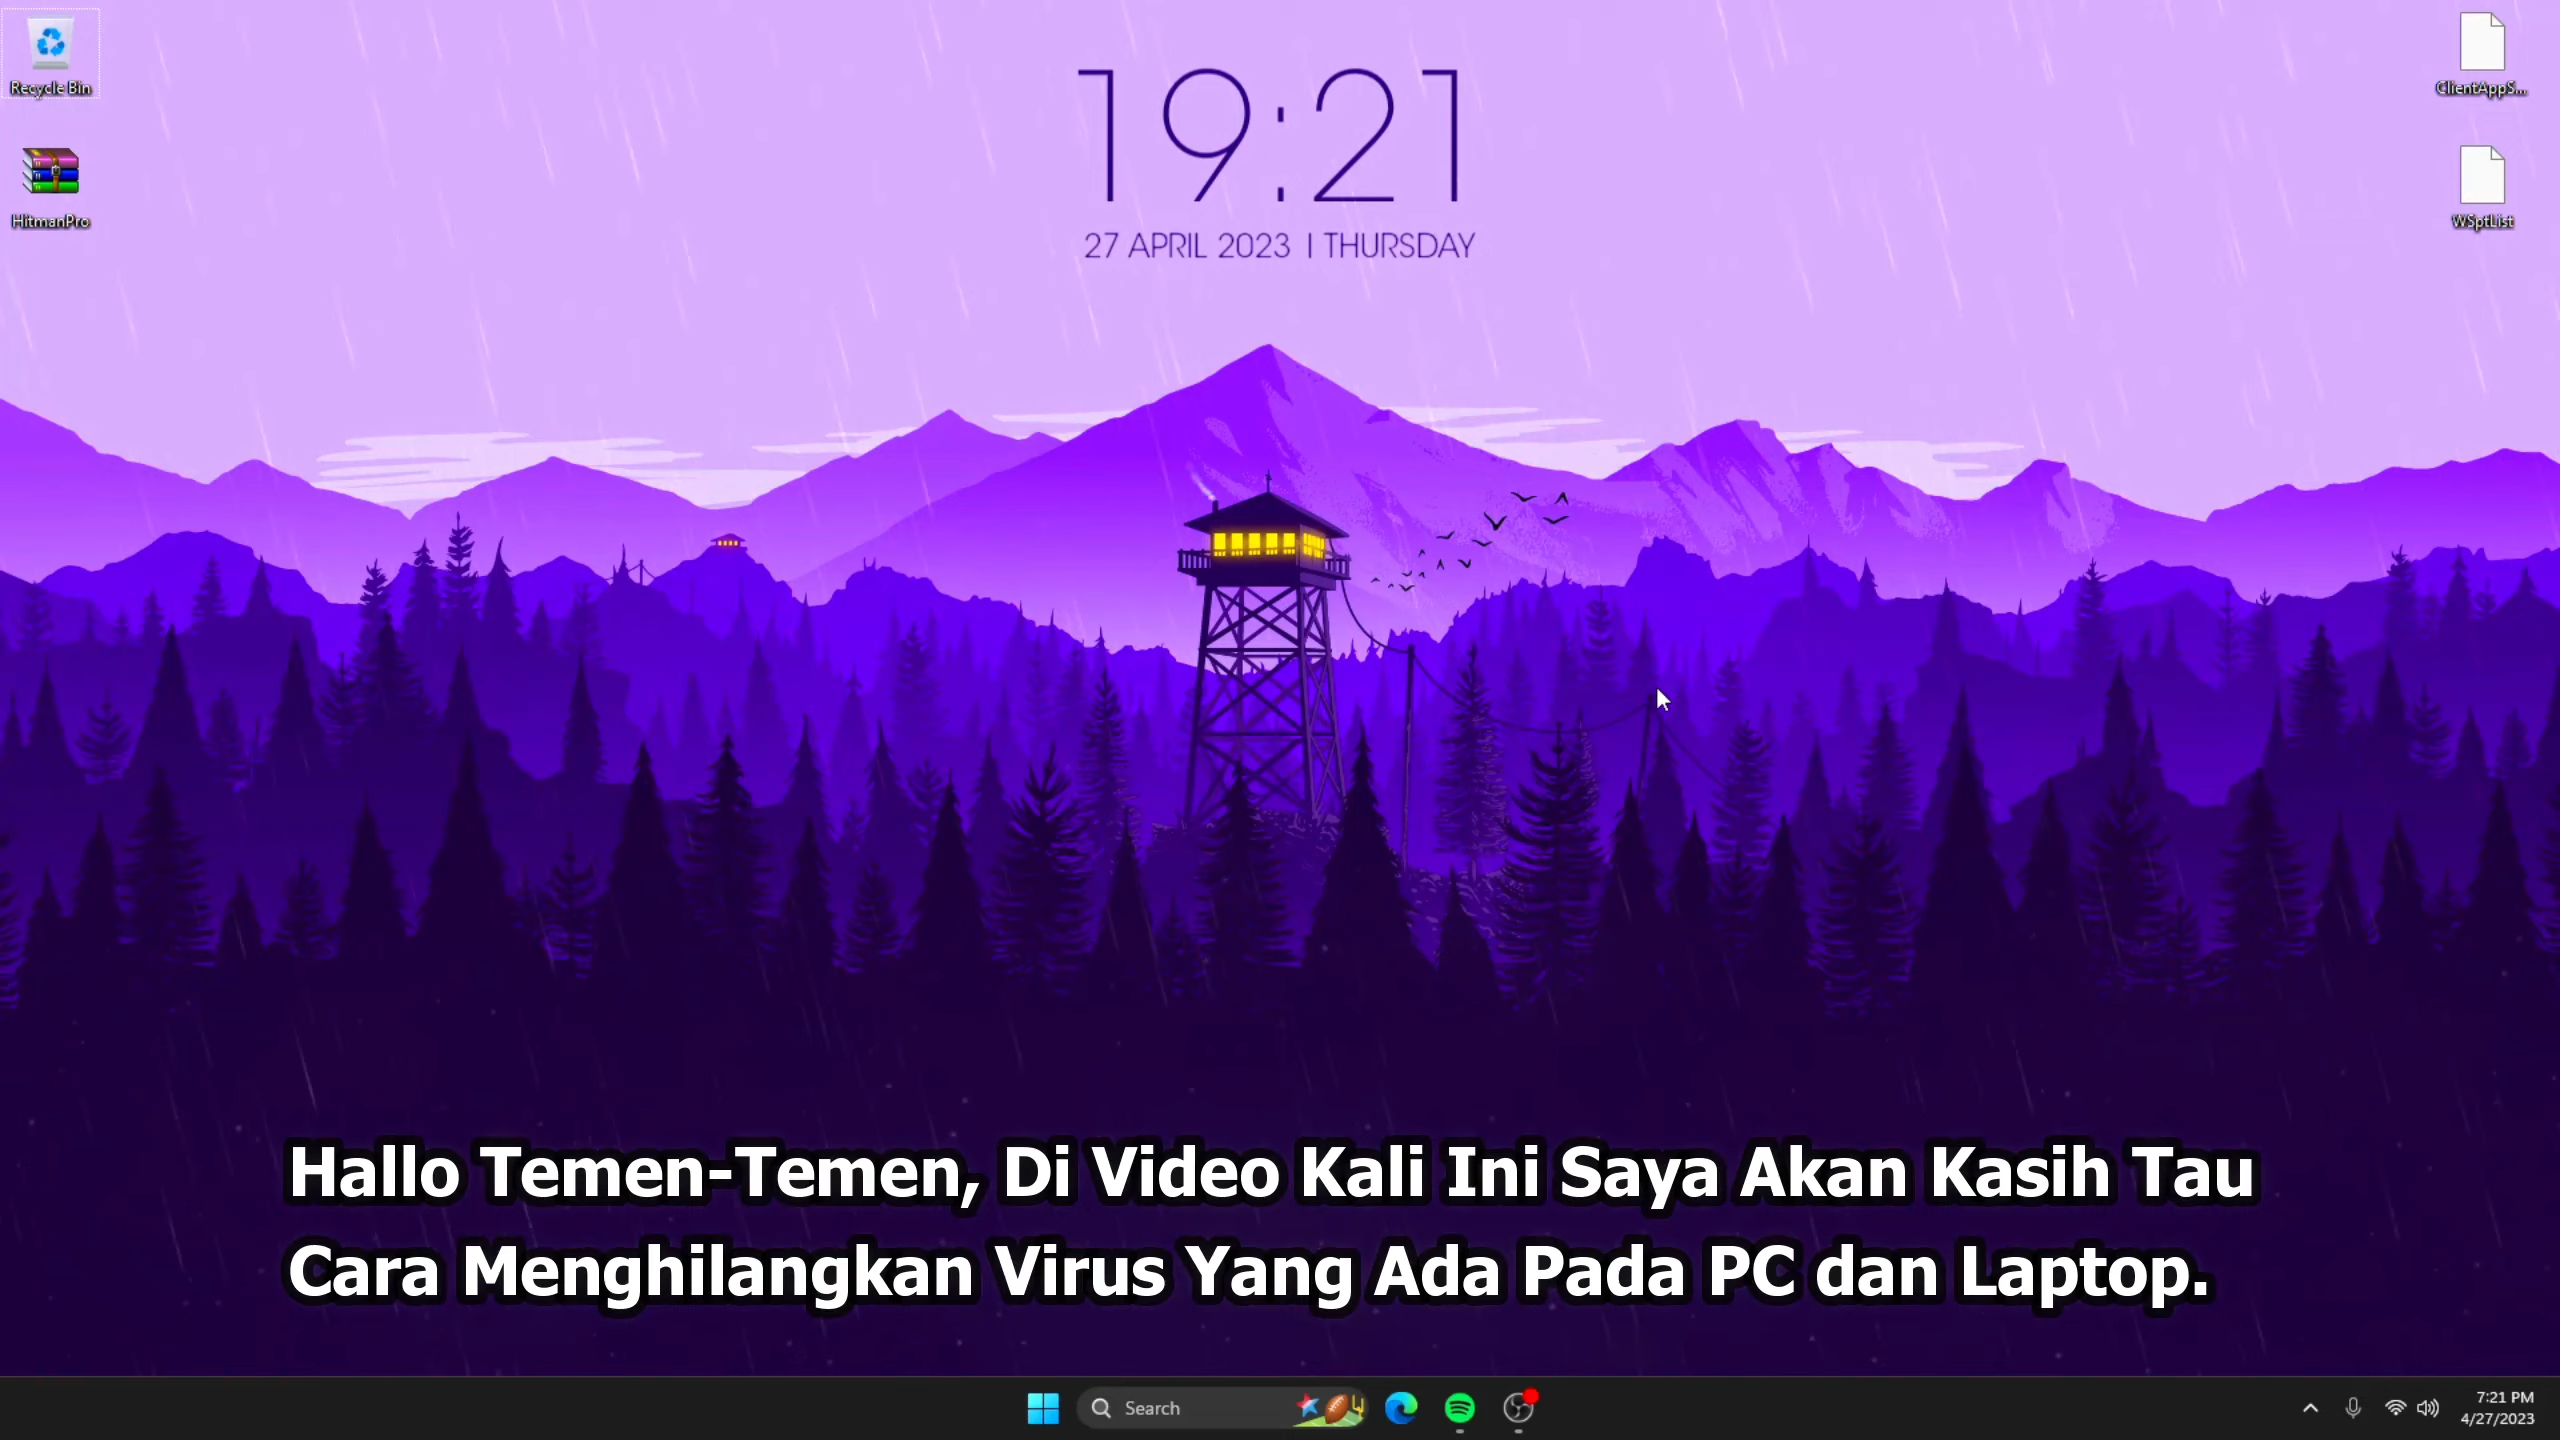 Recycle Bin
HitmanPro
19:21
27 APRIL 2023 | THURSDAY
ClientAppS...
WSptList
Hallo Temen-Temen, Di Video Kali Ini Saya Akan Kasih Tau
Cara Menghilangkan Virus Yang Ada Pada PC dan Laptop.
Search
7:21 PM
4/27/2023